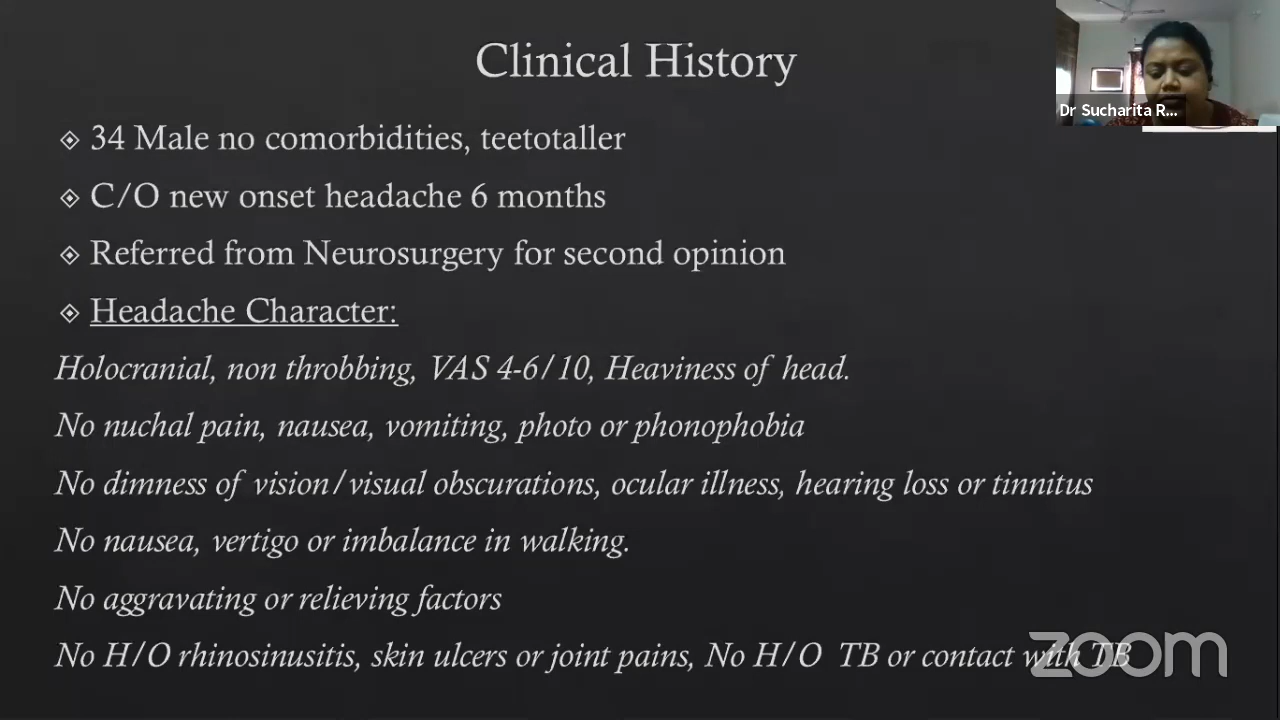 Clinical History
Dr Sucharita R...
34 Male no comorbidities, teetotaller
C/O new onset headache 6 months
Referred from Neurosurgery for second opinion
Headache Character:
Holocranial, non throbbing, VAS 4-6/10, Heaviness of head.
No nuchal pain, nausea, vomiting, photo or phonophobia
No dimness of vision/visual obscurations, ocular illness, hearing loss or tinnitus
No nausea, vertigo or imbalance in walking.
No aggravating or relieving factors
No H/O rhinosinusitis, skin ulcers or joint pains, No H/O TB or contact with TB
zoom